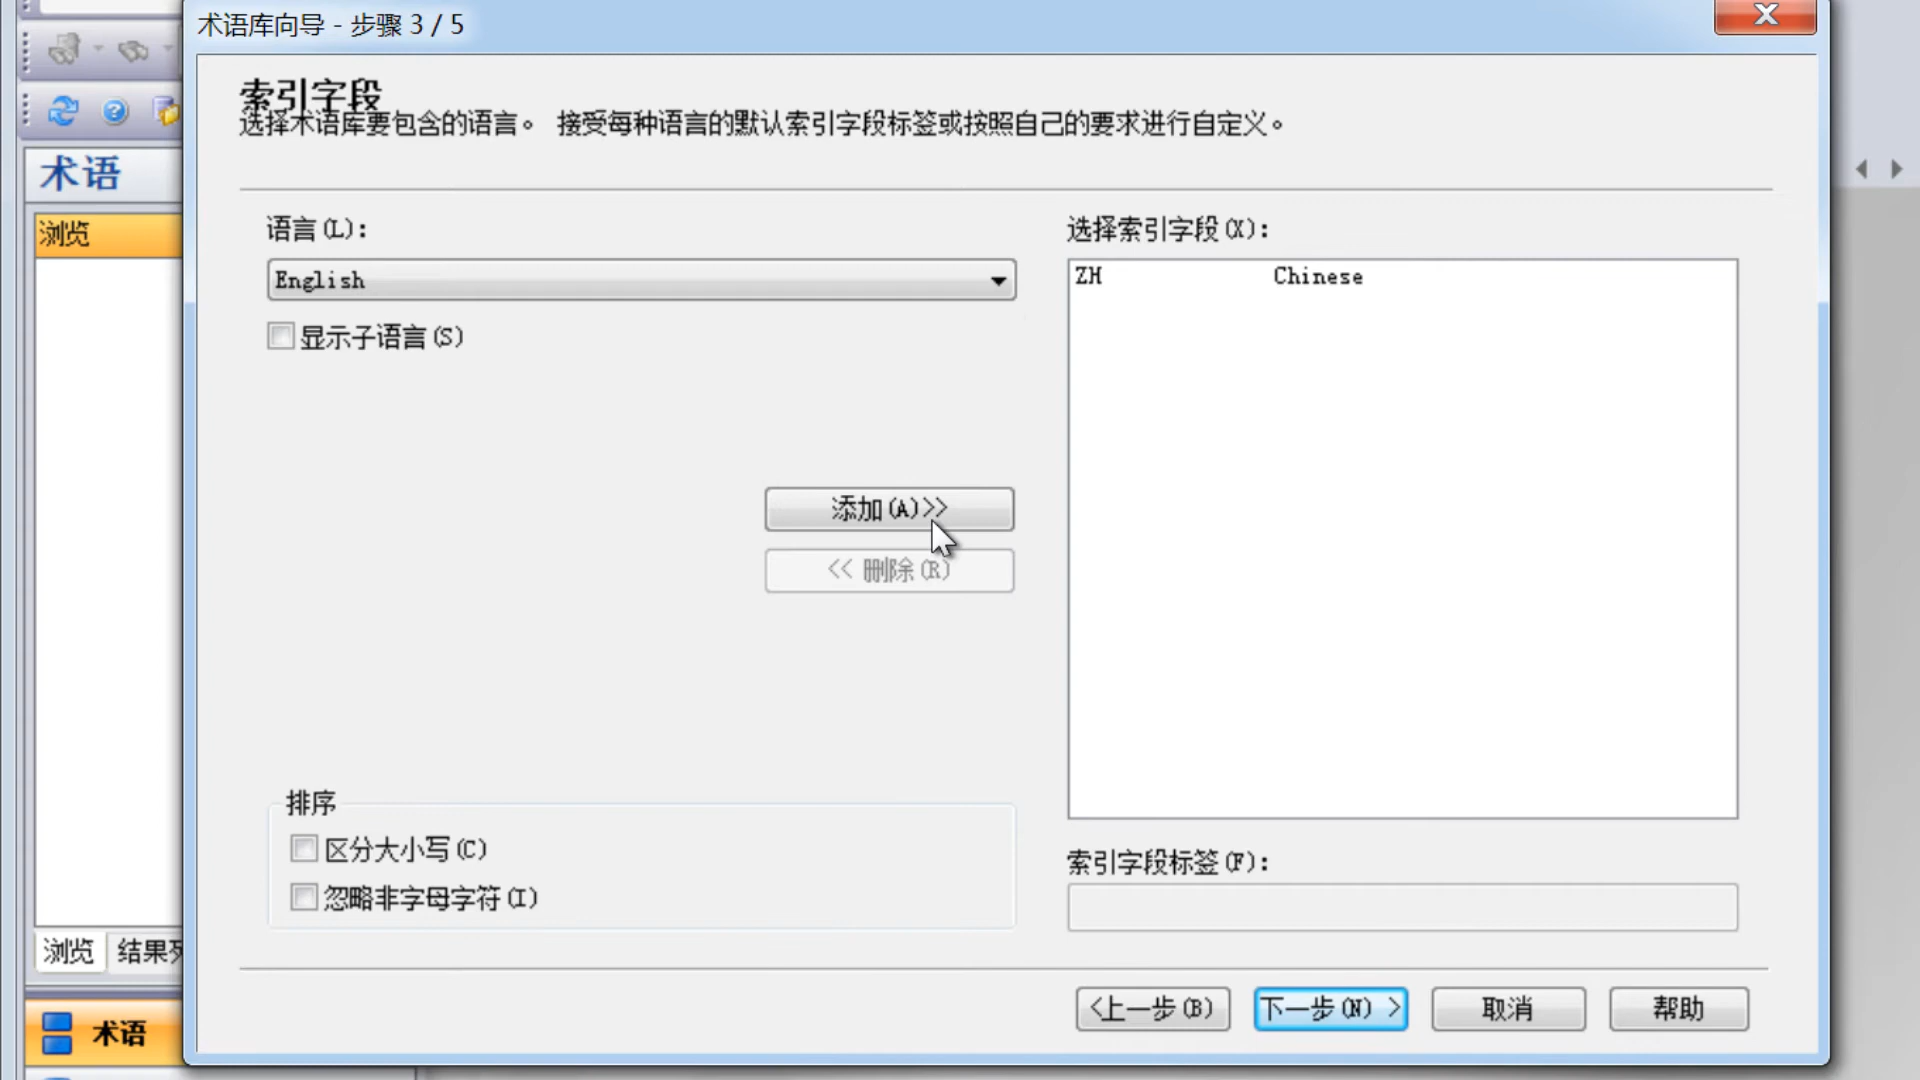 术语库向导 - 步骤 3 / 5
索引字段
选择术语库要包含的语言。 接受每种语言的默认索引字段标签或按照自己的要求进行自定义。
术语
浏览
语言(L):
English
显示子语言(S)
选择索引字段(X):
ZH Chinese
添加(A)>>
<< 删除(R)
排序
区分大小写(C)
忽略非字母字符(I)
索引字段标签(F):
浏览 结果列
术语
<上一步(B) 下一步(N) > 取消 帮助